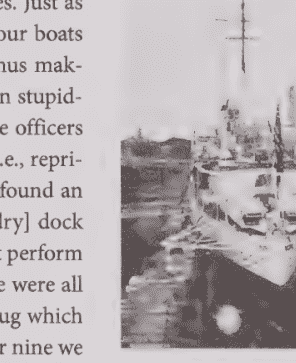 es. Just as
our boats
hus mak-
n stupid-
e officers
.e., repri-
found an
dry] dock
t perform
e were all
ug which
r nine we